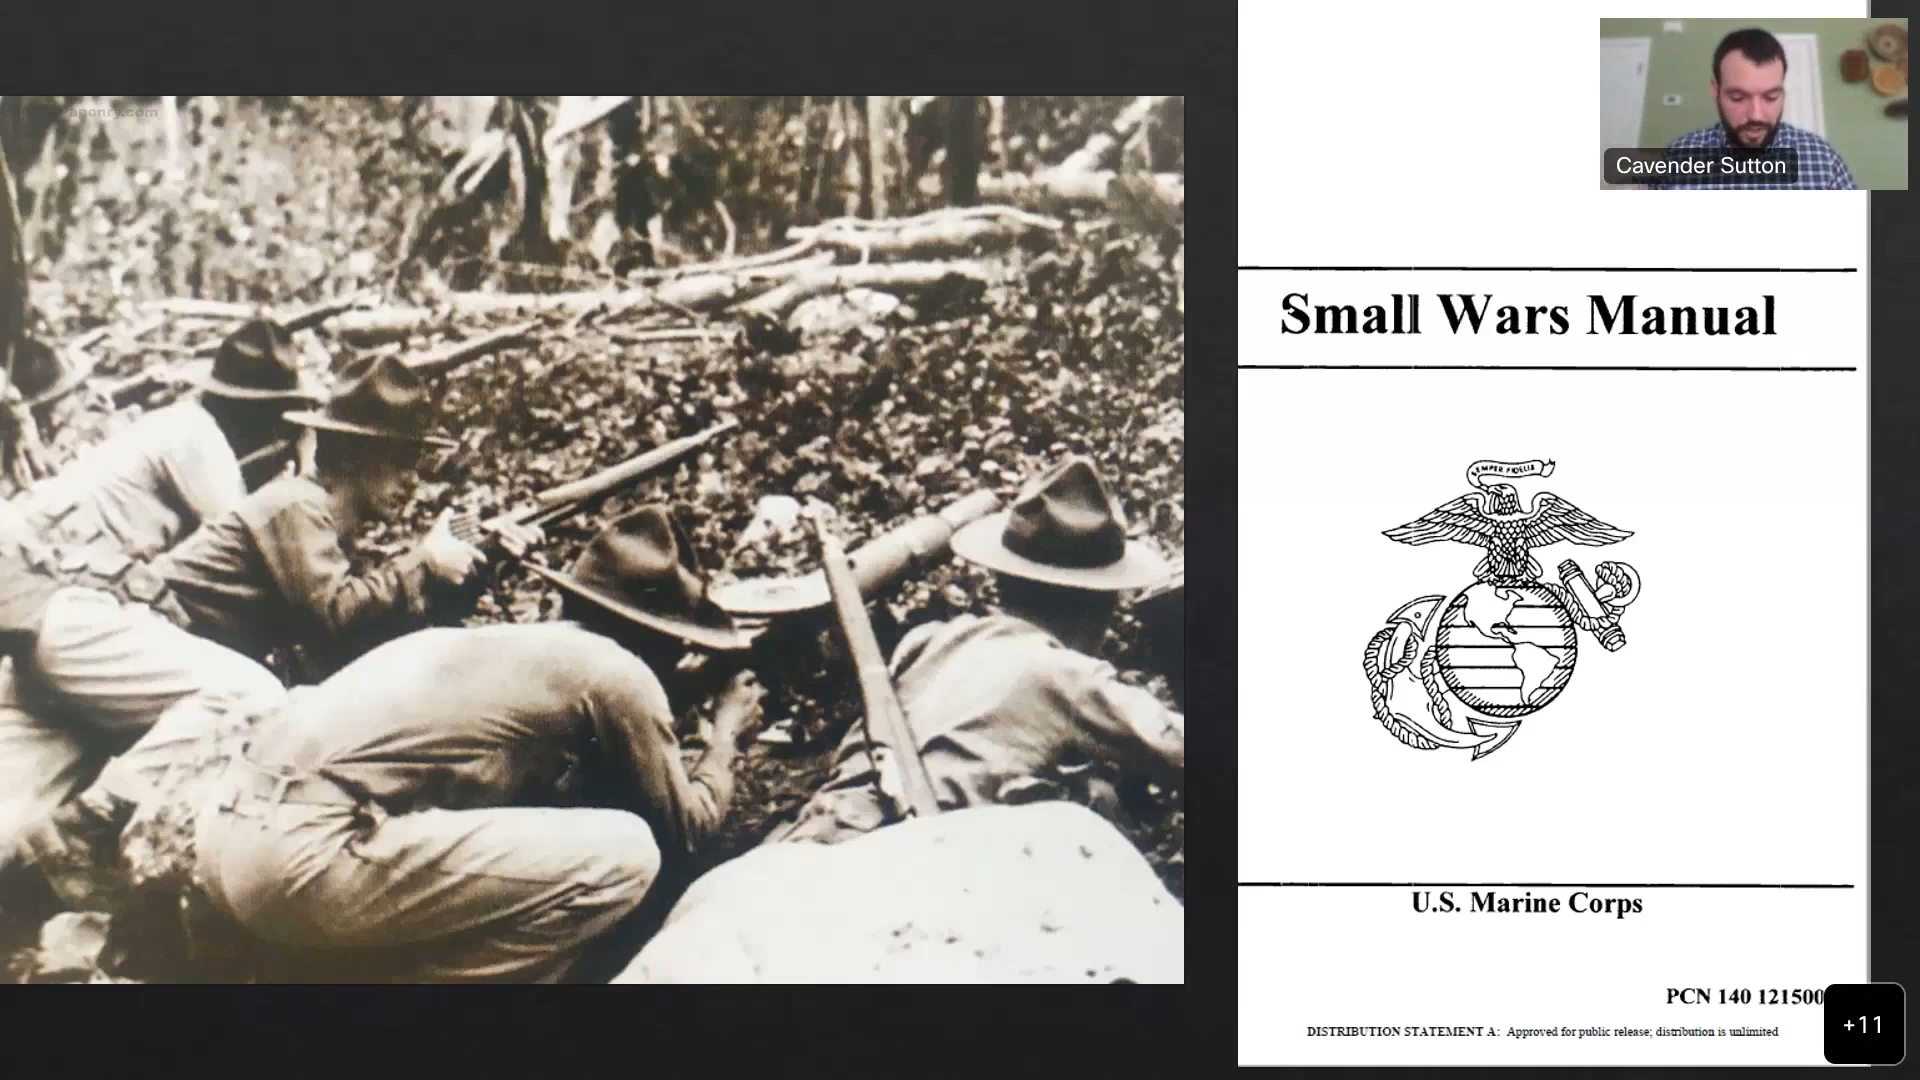 Cavender Sutton
Small Wars Manual
SEMPER FIDELIS
U.S. Marine Corps
PCN 140 121500
DISTRIBUTION STATEMENT A: Approved for public release; distribution is unlimited
+11